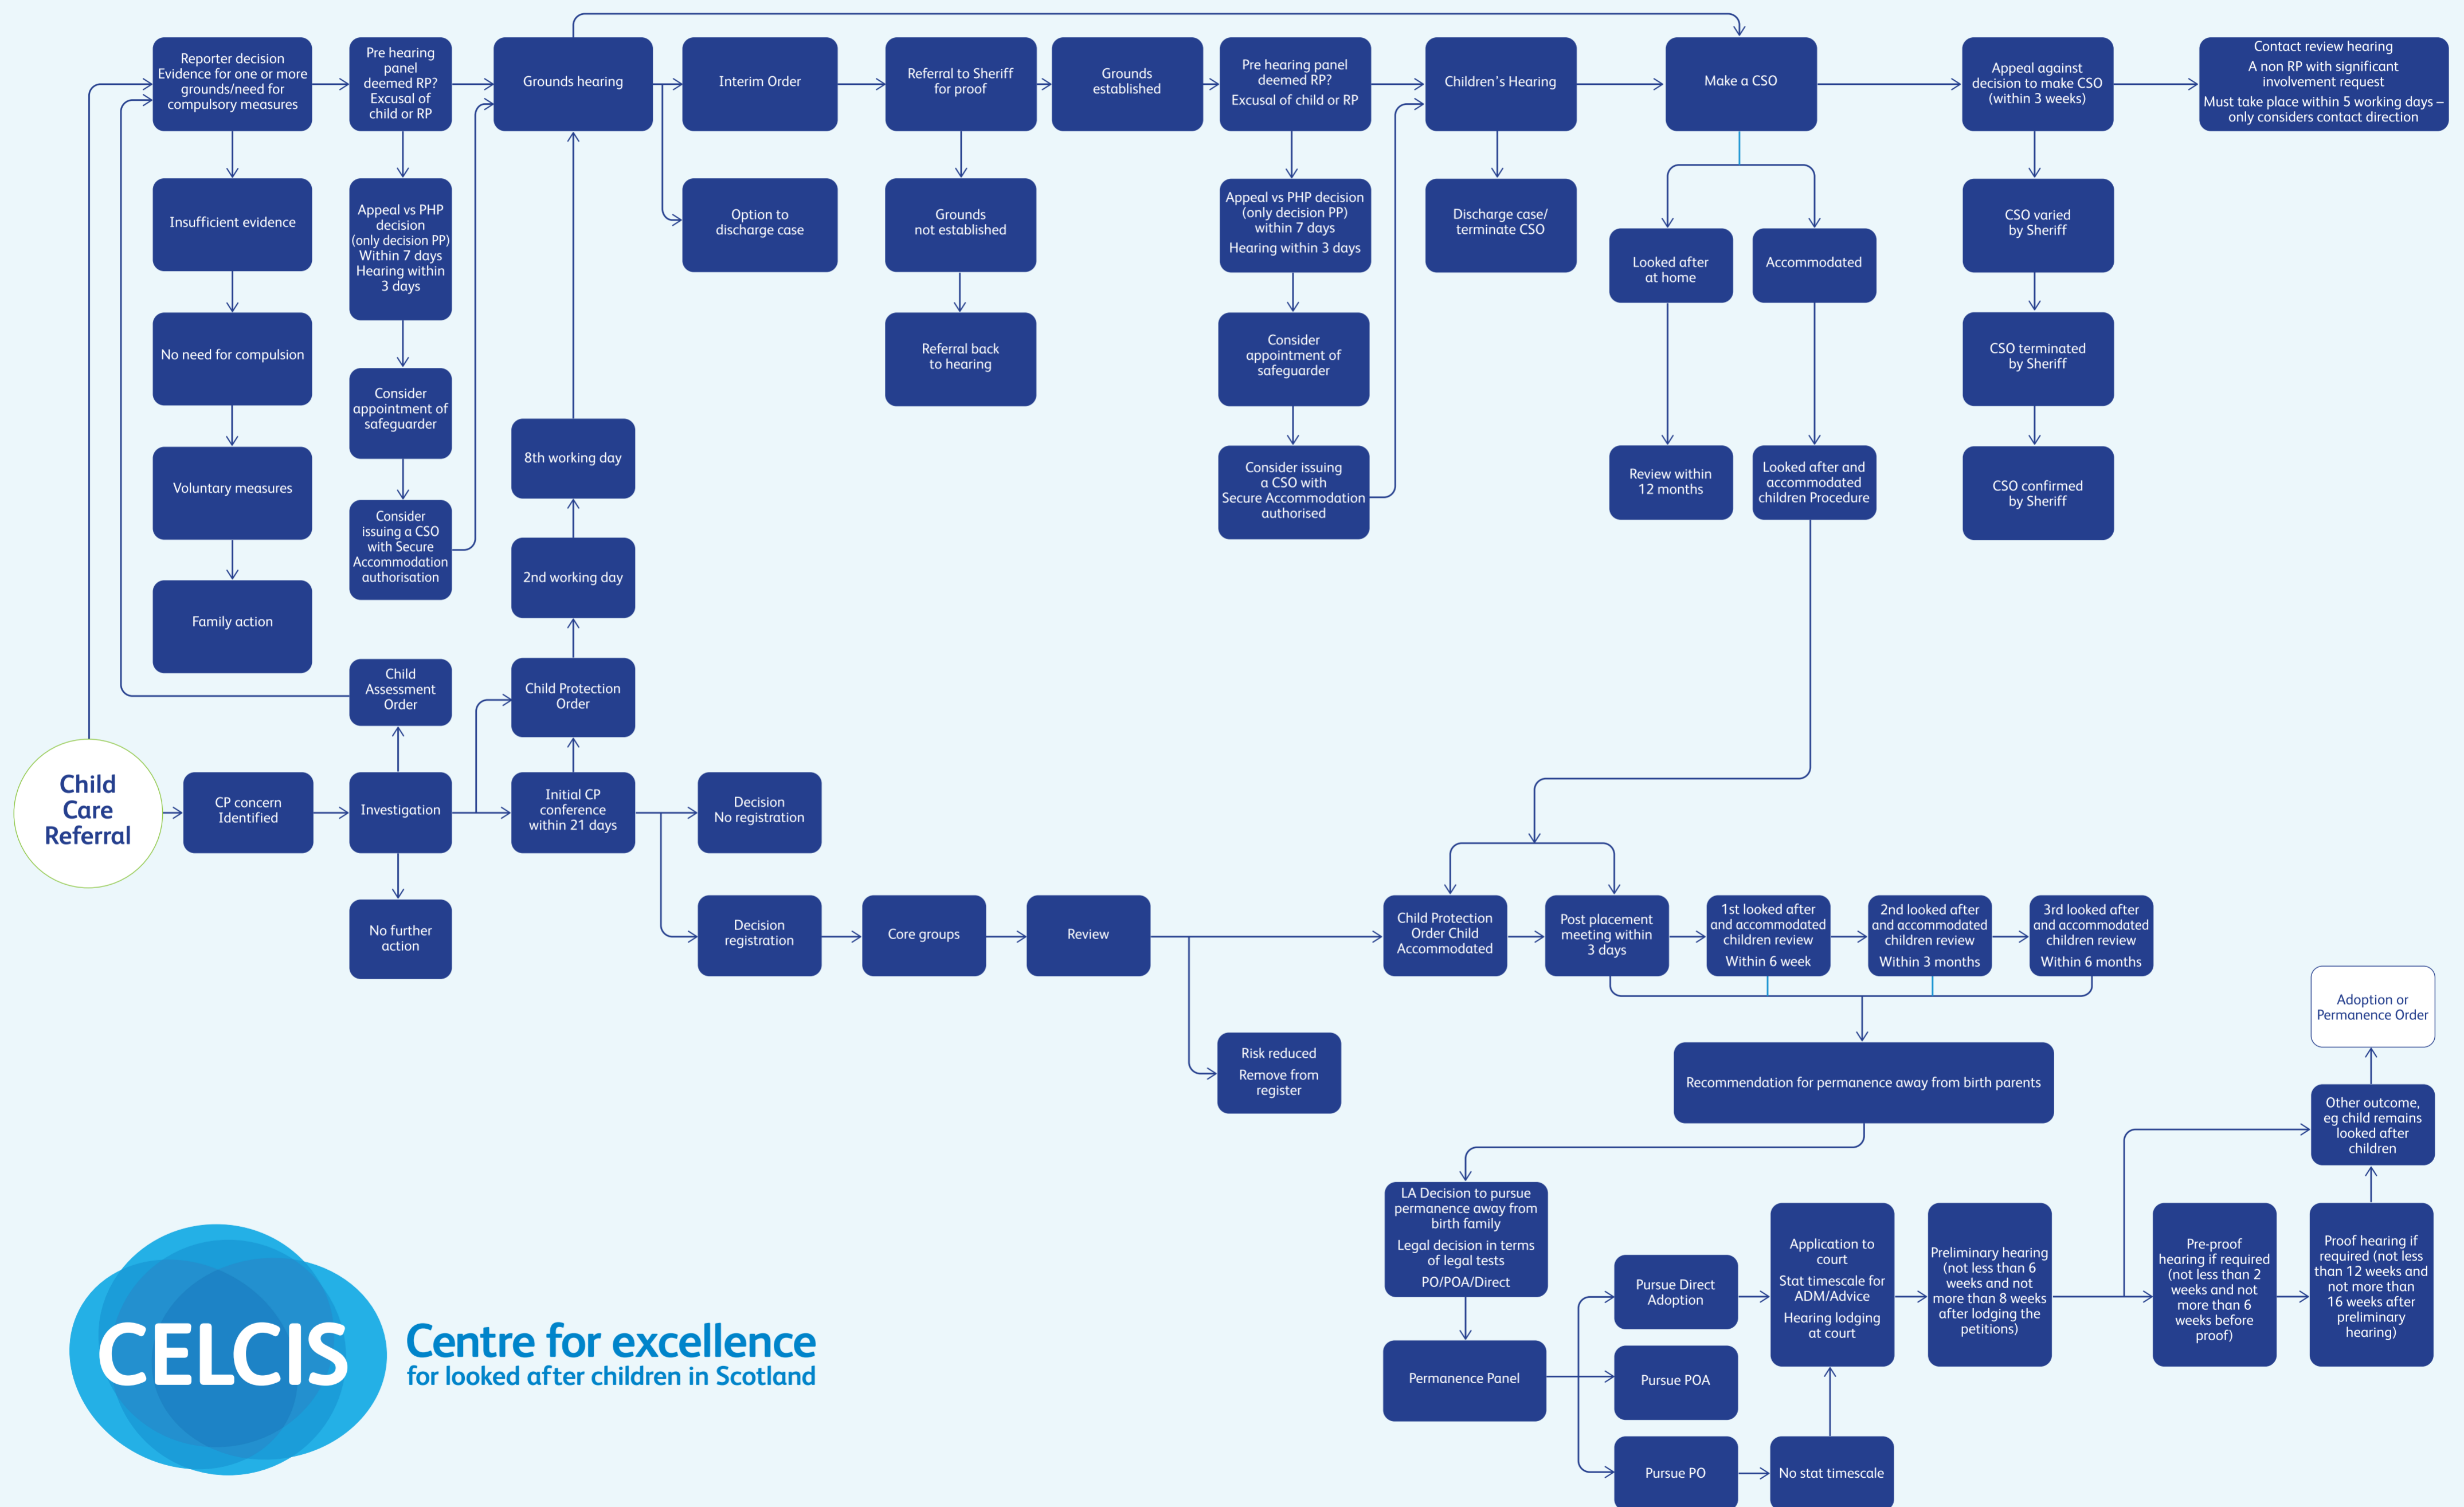 Reporter decision
Evidence for one or more
grounds/need for
compulsory measures
Pre hearing
panel
deemed RP?
Excusal of
child or RP
Grounds hearing
Interim Order
Referral to Sheriff
for proof
Grounds
established
Pre hearing panel
deemed RP?
Excusal of child or RP
Children's Hearing
Make a CSO
Appeal against
decision to make CSO
(within 3 weeks)
Contact review hearing
A non RP with significant
involvement request
Must take place within 5 working days –
only considers contact direction
Insufficient evidence
Appeal vs PHP
decision
(only decision PP)
Within 7 days
Hearing within
3 days
Option to
discharge case
Grounds
not established
Appeal vs PHP decision
(only decision PP)
within 7 days
Hearing within 3 days
Discharge case/
terminate CSO
Looked after
at home
Accommodated
CSO varied
by Sheriff
No need for compulsion
Consider
appointment of
safeguarder
Referral back
to hearing
Consider
appointment of
safeguarder
CSO terminated
by Sheriff
Voluntary measures
8th working day
Consider issuing
a CSO with
Secure Accommodation
authorised
Review within
12 months
Looked after and
accommodated
children Procedure
CSO confirmed
by Sheriff
Consider
issuing a CSO
with Secure
Accommodation
authorisation
2nd working day
Family action
Child
Assessment
Order
Child Protection
Order
Child
Care
Referral
CP concern
Identified
Investigation
Initial CP
conference
within 21 days
Decision
No registration
No further
action
Decision
registration
Core groups
Review
Child Protection
Order Child
Accommodated
Post placement
meeting within
3 days
1st looked after
and accommodated
children review
Within 6 week
2nd looked after
and accommodated
children review
Within 3 months
3rd looked after
and accommodated
children review
Within 6 months
Risk reduced
Remove from
register
Recommendation for permanence away from birth parents
Adoption or
Permanence Order
Other outcome,
eg child remains
looked after
children
LA Decision to pursue
permanence away from
birth family
Legal decision in terms
of legal tests
PO/POA/Direct
Permanence Panel
Pursue Direct
Adoption
Pursue POA
Pursue PO
Application to
court
Stat timescale for
ADM/Advice
Hearing lodging
at court
No stat timescale
Preliminary hearing
(not less than 6
weeks and not
more than 8 weeks
after lodging the
petitions)
Pre-proof
hearing if required
(not less than 2
weeks and not
more than 6
weeks before
proof)
Proof hearing if
required (not less
than 12 weeks and
not more than
16 weeks after
preliminary
hearing)
CELCIS
Centre for excellence
for looked after children in Scotland